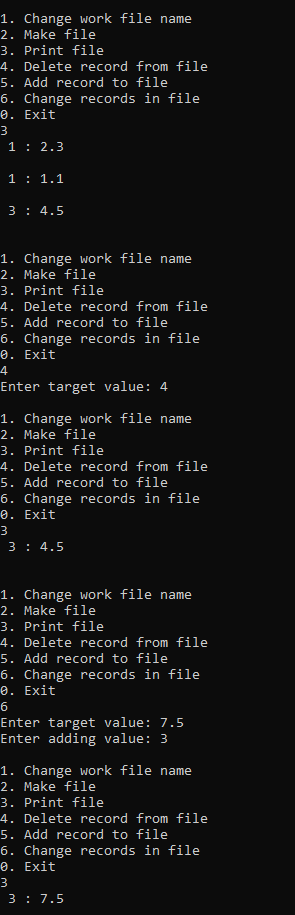 1. Change work file name
2. Make file
3. Print file
4. Delete record from file
5. Add record to file
6. Change records in file
0. Exit
3
1 : 2.3
1 : 1.1
3 : 4.5
1. Change work file name
2. Make file
3. Print file
4. Delete record from file
5. Add record to file
6. Change records in file
0. Exit
4
Enter target value: 4
1. Change work file name
2. Make file
3. Print file
4. Delete record from file
5. Add record to file
6. Change records in file
0. Exit
3
3 : 4.5
1. Change work file name
2. Make file
3. Print file
4. Delete record from file
5. Add record to file
6. Change records in file
0. Exit
6
Enter target value: 7.5
Enter adding value: 3
1. Change work file name
2. Make file
3. Print file
4. Delete record from file
5. Add record to file
6. Change records in file
0. Exit
3
3 : 7.5